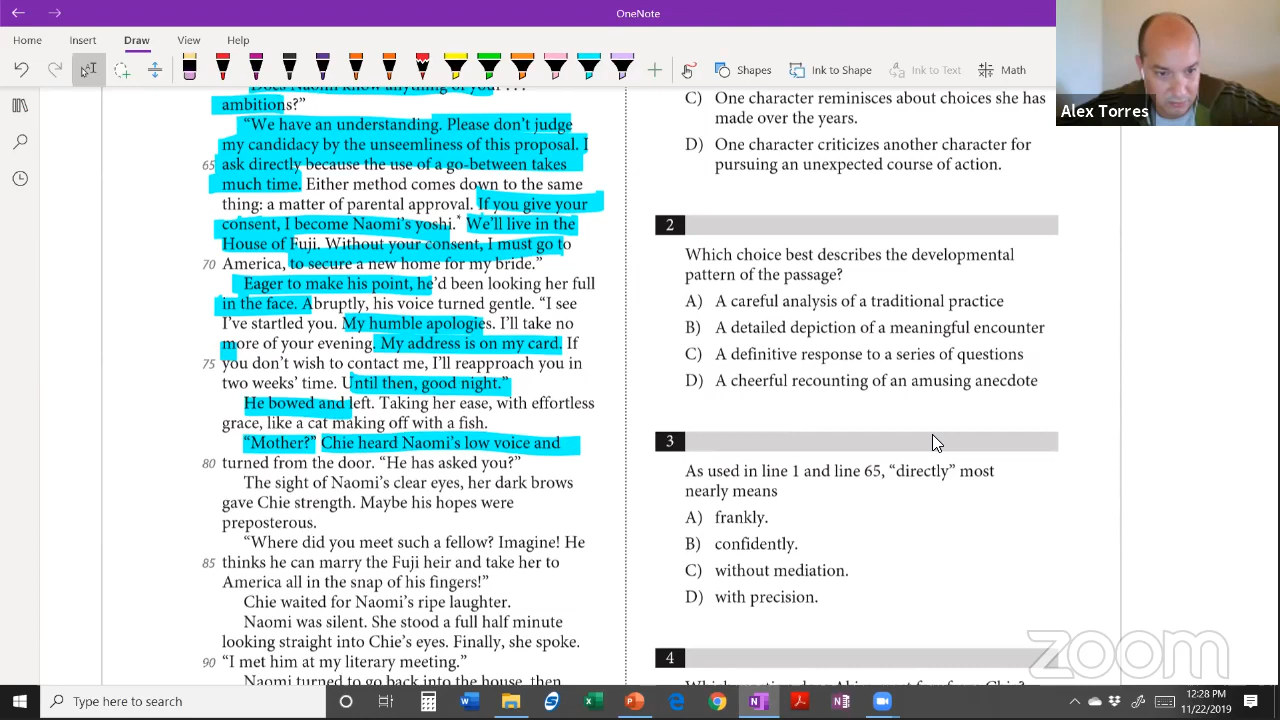 OneNote
Home Insert Draw View Help
Shapes Ink to Shape Ink to Text Math
Alex Torres
ambitions?”
“We have an understanding. Please don’t judge
my candidacy by the unseemliness of this proposal. I
65 ask directly because the use of a go-between takes
much time. Either method comes down to the same
thing: a matter of parental approval. If you give your
consent, I become Naomi’s yoshi.* We’ll live in the
House of Fuji. Without your consent, I must go to
70 America, to secure a new home for my bride.”
Eager to make his point, he’d been looking her full
in the face. Abruptly, his voice turned gentle. “I see
I’ve startled you. My humble apologies. I’ll take no
more of your evening. My address is on my card. If
75 you don’t wish to contact me, I’ll reapproach you in
two weeks’ time. Until then, good night.”
He bowed and left. Taking her ease, with effortless
grace, like a cat making off with a fish.
“Mother?” Chie heard Naomi’s low voice and
80 turned from the door. “He has asked you?”
The sight of Naomi’s clear eyes, her dark brows
gave Chie strength. Maybe his hopes were
preposterous.
“Where did you meet such a fellow? Imagine! He
85 thinks he can marry the Fuji heir and take her to
America all in the snap of his fingers!”
Chie waited for Naomi’s ripe laughter.
Naomi was silent. She stood a full half minute
looking straight into Chie’s eyes. Finally, she spoke.
90 “I met him at my literary meeting.”
Naomi turned to go back into the house, then
C) One character reminisces about choices she has
made over the years.
D) One character criticizes another character for
pursuing an unexpected course of action.
2
Which choice best describes the developmental
pattern of the passage?
A) A careful analysis of a traditional practice
B) A detailed depiction of a meaningful encounter
C) A definitive response to a series of questions
D) A cheerful recounting of an amusing anecdote
3
As used in line 1 and line 65, “directly” most
nearly means
A) frankly.
B) confidently.
C) without mediation.
D) with precision.
4
zoom
Type here to search
12:28 PM
11/22/2019